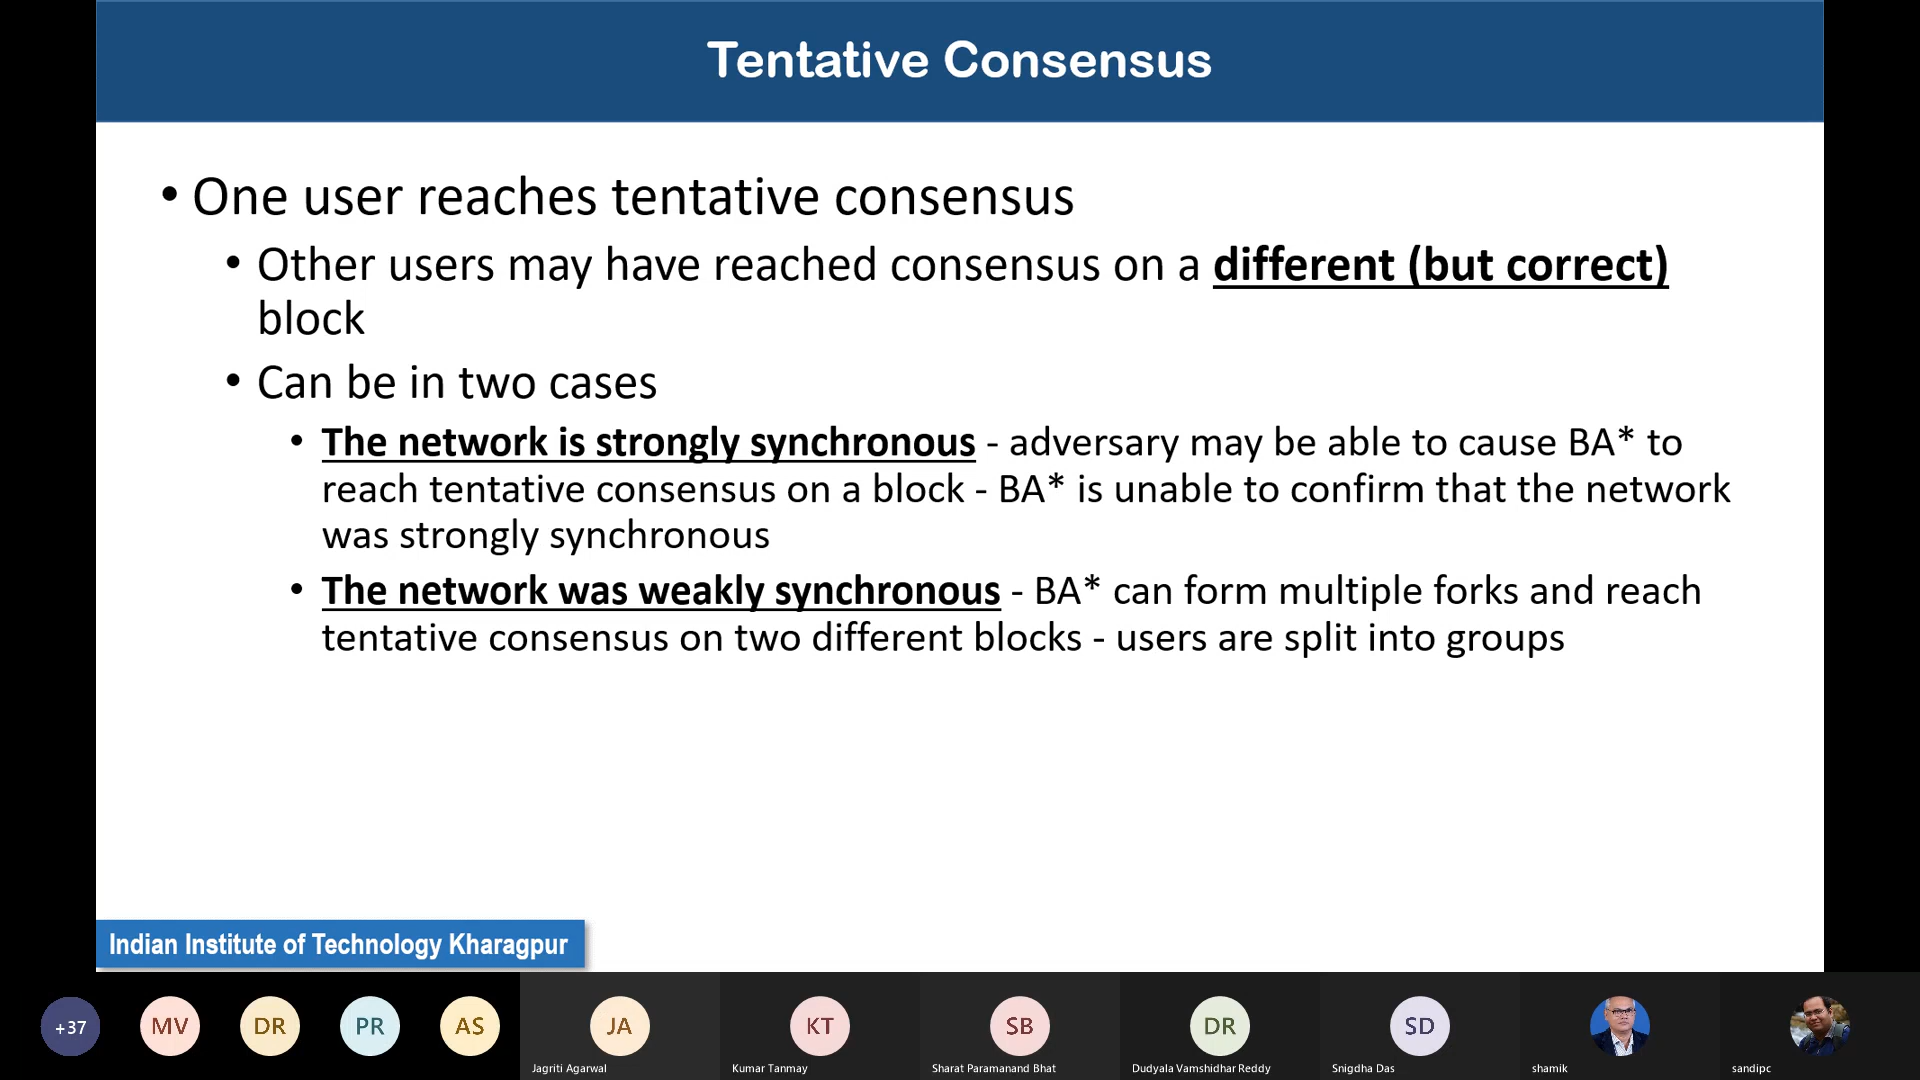 Tentative Consensus
• One user reaches tentative consensus
• Other users may have reached consensus on a different (but correct)
block
• Can be in two cases
• The network is strongly synchronous - adversary may be able to cause BA* to
reach tentative consensus on a block - BA* is unable to confirm that the network
was strongly synchronous
• The network was weakly synchronous - BA* can form multiple forks and reach
tentative consensus on two different blocks - users are split into groups
Indian Institute of Technology Kharagpur
+37 MV DR PR AS JA KT SB DR SD
Jagriti Agarwal Kumar Tanmay Sharat Paramanand Bhat Dudyala Vamshidhar Reddy Snigdha Das shamik sandipc